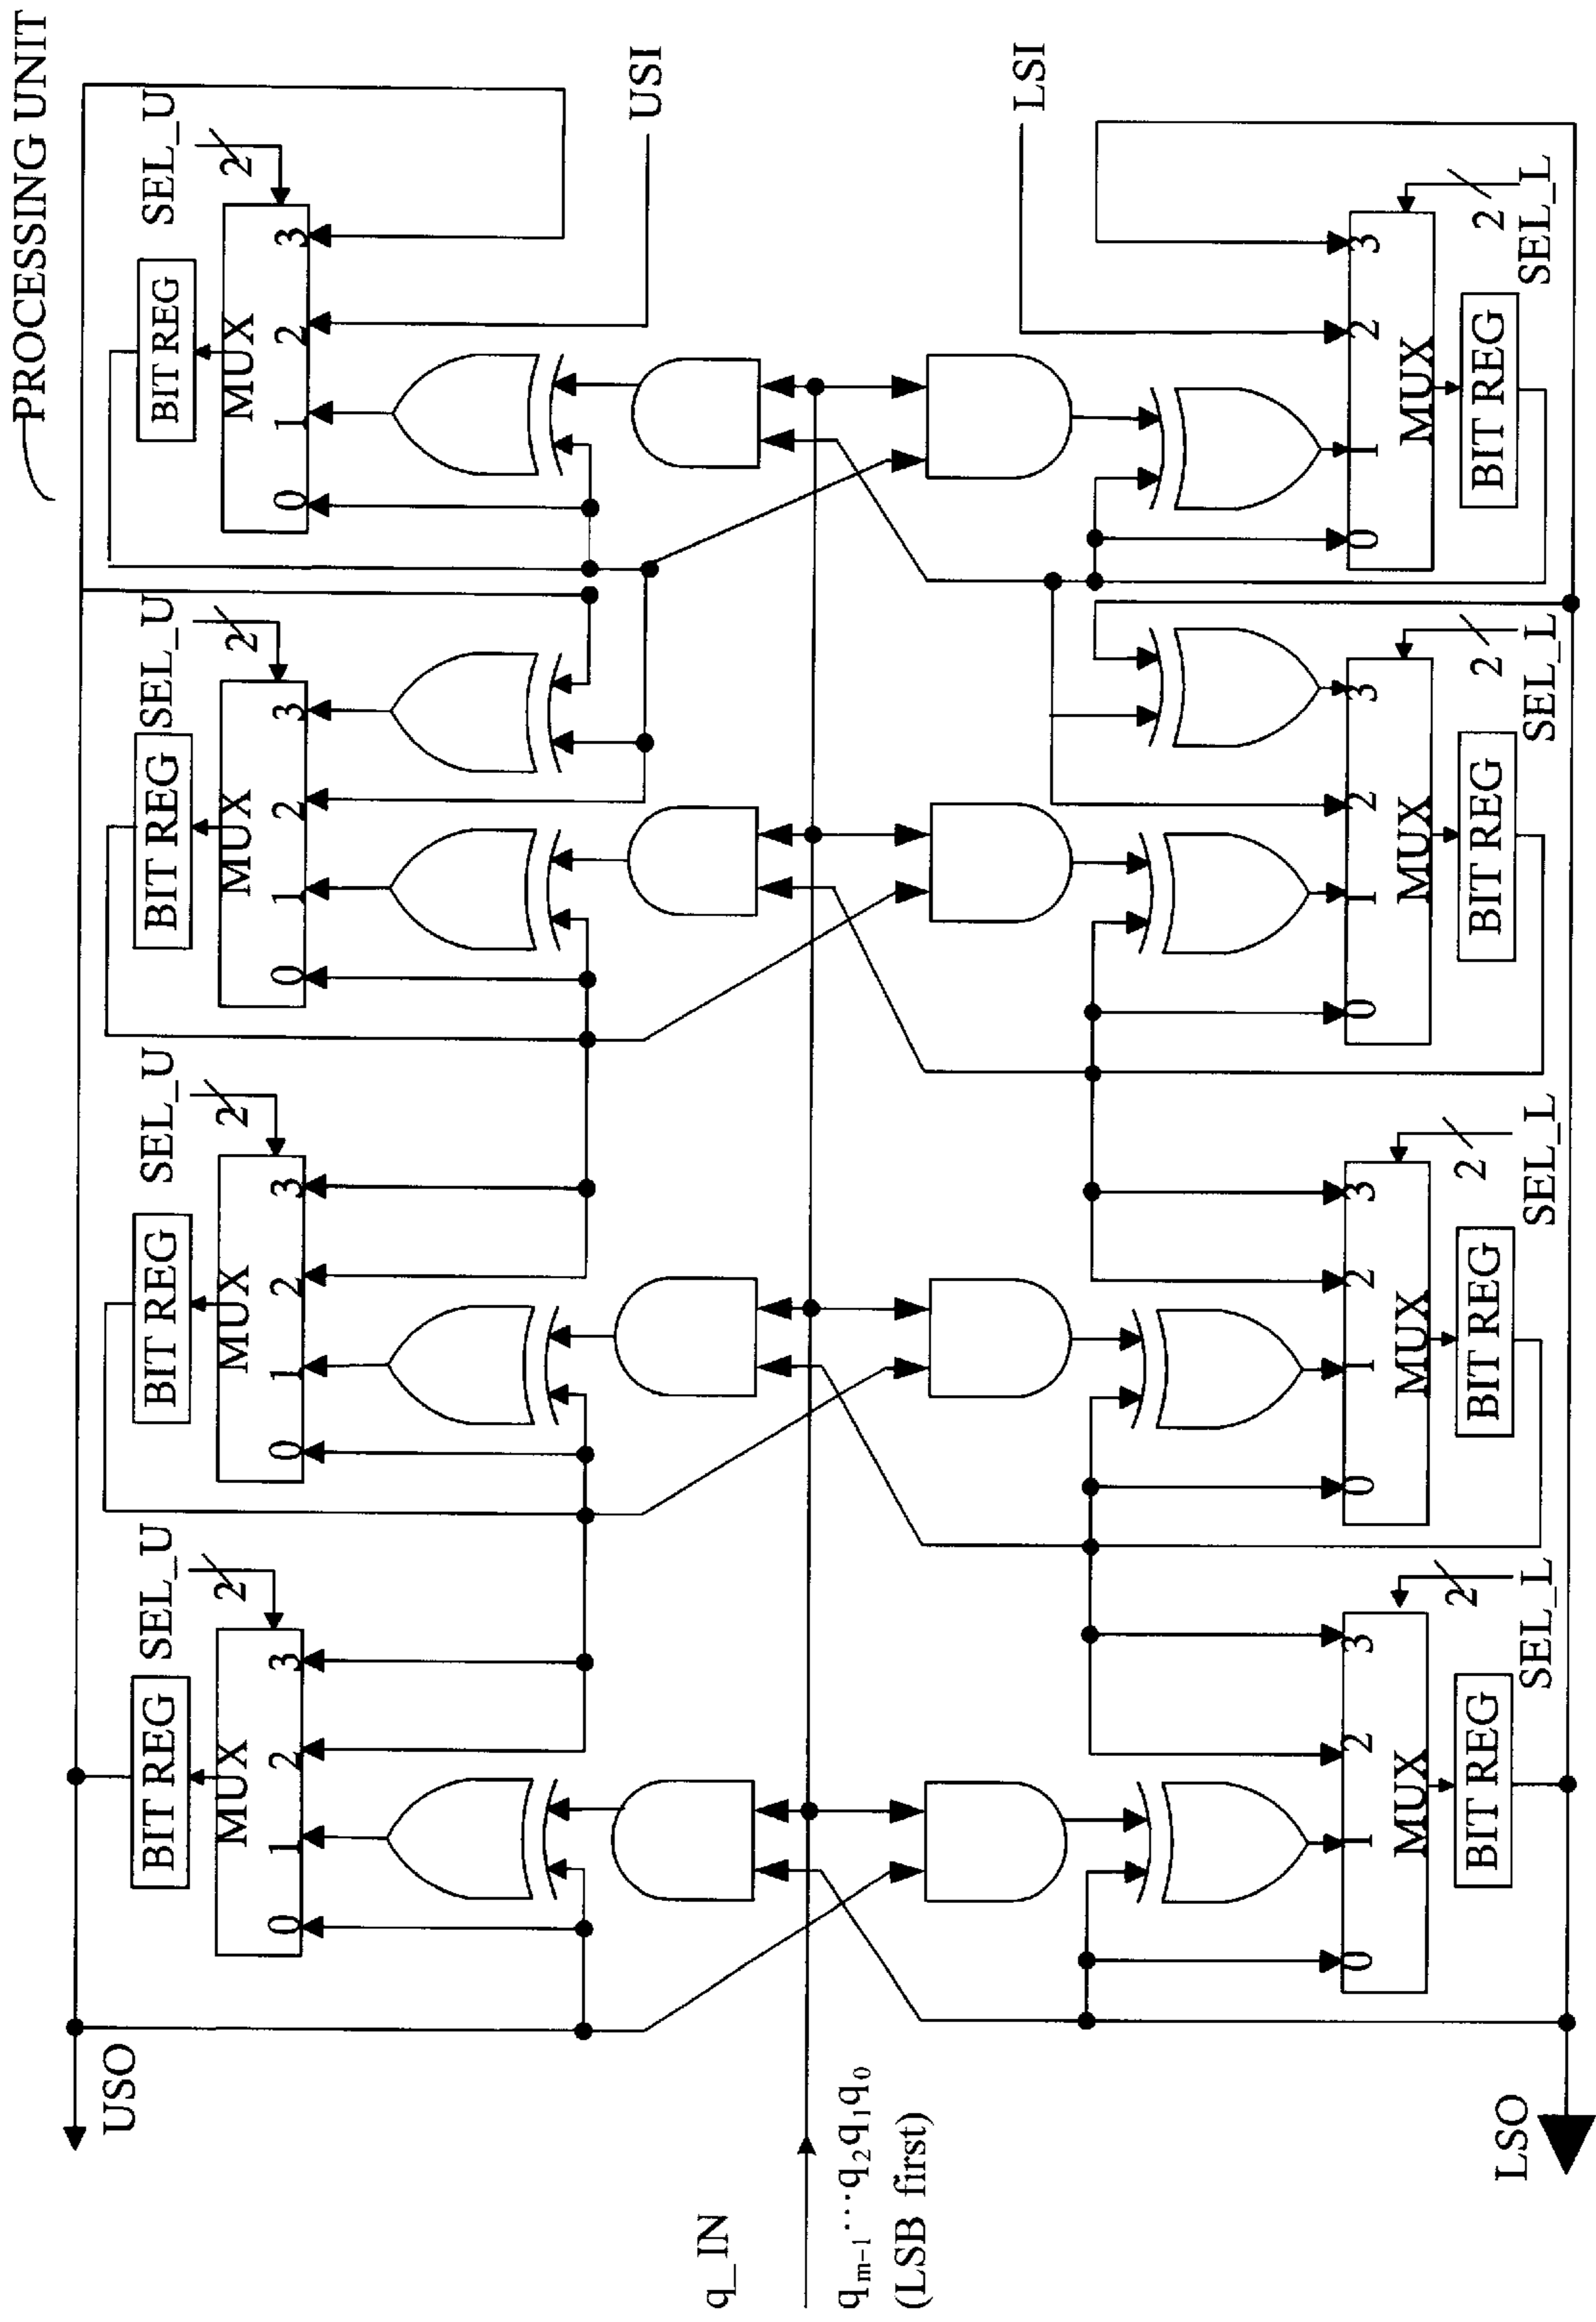 PROCESSING UNIT
SEL_U
2
BIT REG
MUX
0 1 2 3
SEL_U
2
BIT REG
MUX
0 1 2 3
SEL_U
2
BIT REG
MUX
0 1 2 3
SEL_U
2
BIT REG
MUX
0 1 2 3
USO
USI
q_IN
qm−1⋯q2q1q0
(LSB first)
LSI
LSO
0 1 2 3
MUX
BIT REG
2
SEL_L
0 1 2 3
MUX
BIT REG
2
SEL_L
0 1 2 3
MUX
BIT REG
2
SEL_L
0 1 2 3
MUX
BIT REG
2
SEL_L